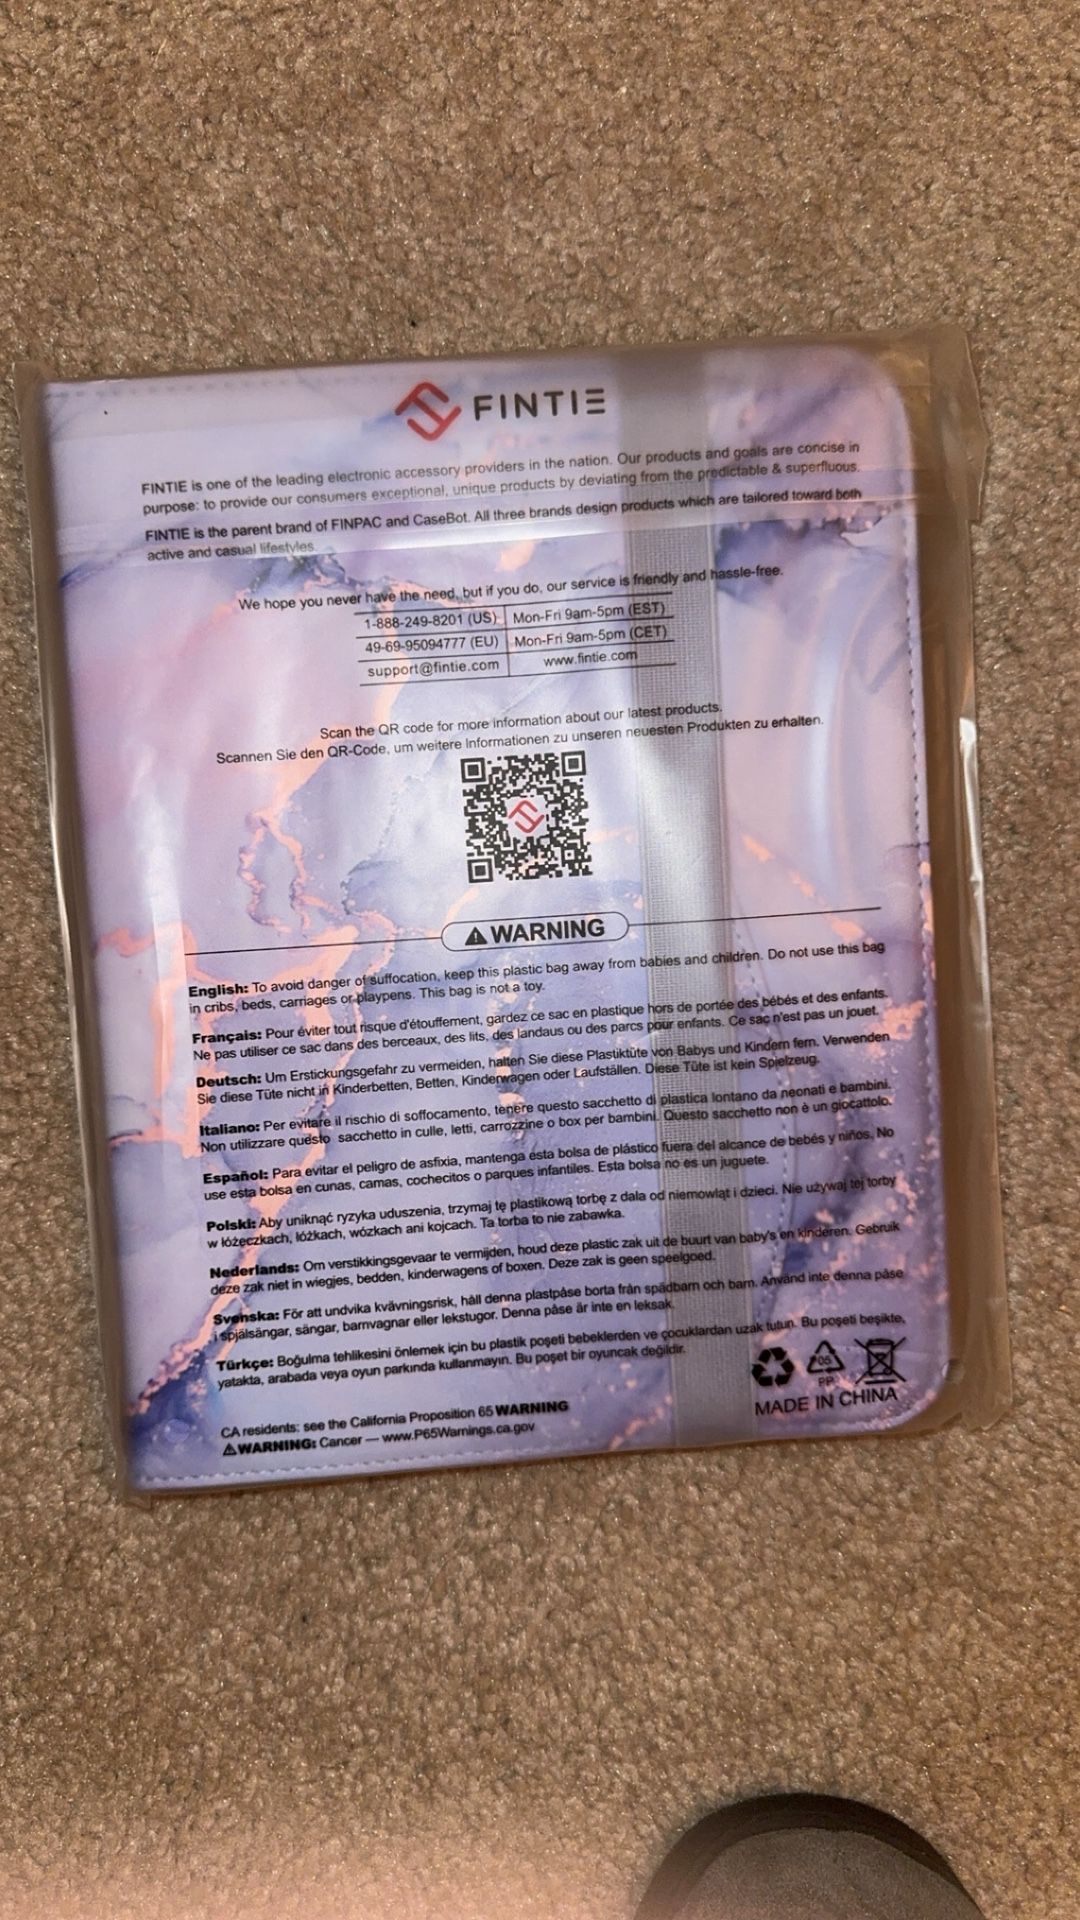 FINTIE
FINTIE is one of the leading electronic accessory providers in the nation. Our products and goals are concise in
purpose: to provide our consumers exceptional, unique products by deviating from the predictable & superfluous.
FINTIE is the parent brand of FINPAC and CaseBot. All three brands design products which are tailored toward both
active and casual lifestyles.
We hope you never have the need, but if you do, our service is friendly and hassle-free.
1-888-249-8201 (US) Mon-Fri 9am-5pm (EST)
49-69-95094777 (EU) Mon-Fri 9am-5pm (CET)
support@fintie.com www.fintie.com
Scan the QR code for more information about our latest products.
Scannen Sie den QR-Code, um weitere Informationen zu unseren neuesten Produkten zu erhalten.
WARNING
English: To avoid danger of suffocation, keep this plastic bag away from babies and children. Do not use this bag
in cribs, beds, carriages or playpens. This bag is not a toy.
Français: Pour éviter tout risque d'étouffement, gardez ce sac en plastique hors de portée des bébés et des enfants.
Ne pas utiliser ce sac dans des berceaux, des lits, des landaus ou des parcs pour enfants. Ce sac n'est pas un jouet.
Deutsch: Um Erstickungsgefahr zu vermeiden, halten Sie diese Plastiktüte von Babys und Kindern fern. Verwenden
Sie diese Tüte nicht in Kinderbetten, Betten, Kinderwagen oder Laufställen. Diese Tüte ist kein Spielzeug.
Italiano: Per evitare il rischio di soffocamento, tenere questo sacchetto di plastica lontano da neonati e bambini.
Non utilizzare questo sacchetto in culle, letti, carrozzine o box per bambini. Questo sacchetto non è un giocattolo.
Español: Para evitar el peligro de asfixia, mantenga esta bolsa de plástico fuera del alcance de bebés y niños. No
use esta bolsa en cunas, camas, cochecitos o parques infantiles. Esta bolsa no es un juguete.
Polski: Aby uniknąć ryzyka uduszenia, trzymaj tę plastikową torbę z dala od niemowląt i dzieci. Nie używaj tej torby
w łóżeczkach, łóżkach, wózkach ani kojcach. Ta torba to nie zabawka.
Nederlands: Om verstikkingsgevaar te vermijden, houd deze plastic zak uit de buurt van baby's en kinderen. Gebruik
deze zak niet in wiegjes, bedden, kinderwagens of boxen. Deze zak is geen speelgoed.
Svenska: För att undvika kvävningsrisk, håll denna plastpåse borta från spädbarn och barn. Använd inte denna påse
i spjälsängar, sängar, barnvagnar eller lekstugor. Denna påse är inte en leksak.
Türkçe: Boğulma tehlikesini önlemek için bu plastik poşeti bebeklerden ve çocuklardan uzak tutun. Bu poşeti beşikte,
yatakta, arabada veya oyun parkında kullanmayın. Bu poşet bir oyuncak değildir.
05
PP
MADE IN CHINA
CA residents: see the California Proposition 65 WARNING
WARNING: Cancer — www.P65Warnings.ca.gov